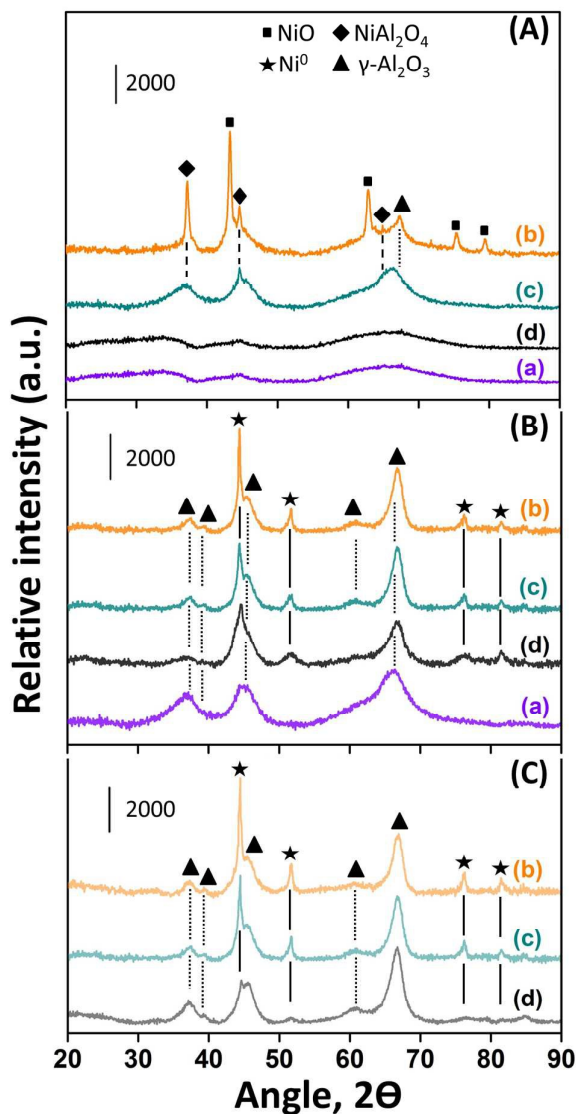 NiO NiAl₂O₄ (A)
Ni⁰ γ-Al₂O₃
2000
(b)
(c)
(d)
(a)
(B)
2000
(b)
(c)
(d)
(a)
(C)
2000
(b)
(c)
(d)
20 30 40 50 60 70 80 90
Angle, 2Θ
Relative intensity (a.u.)